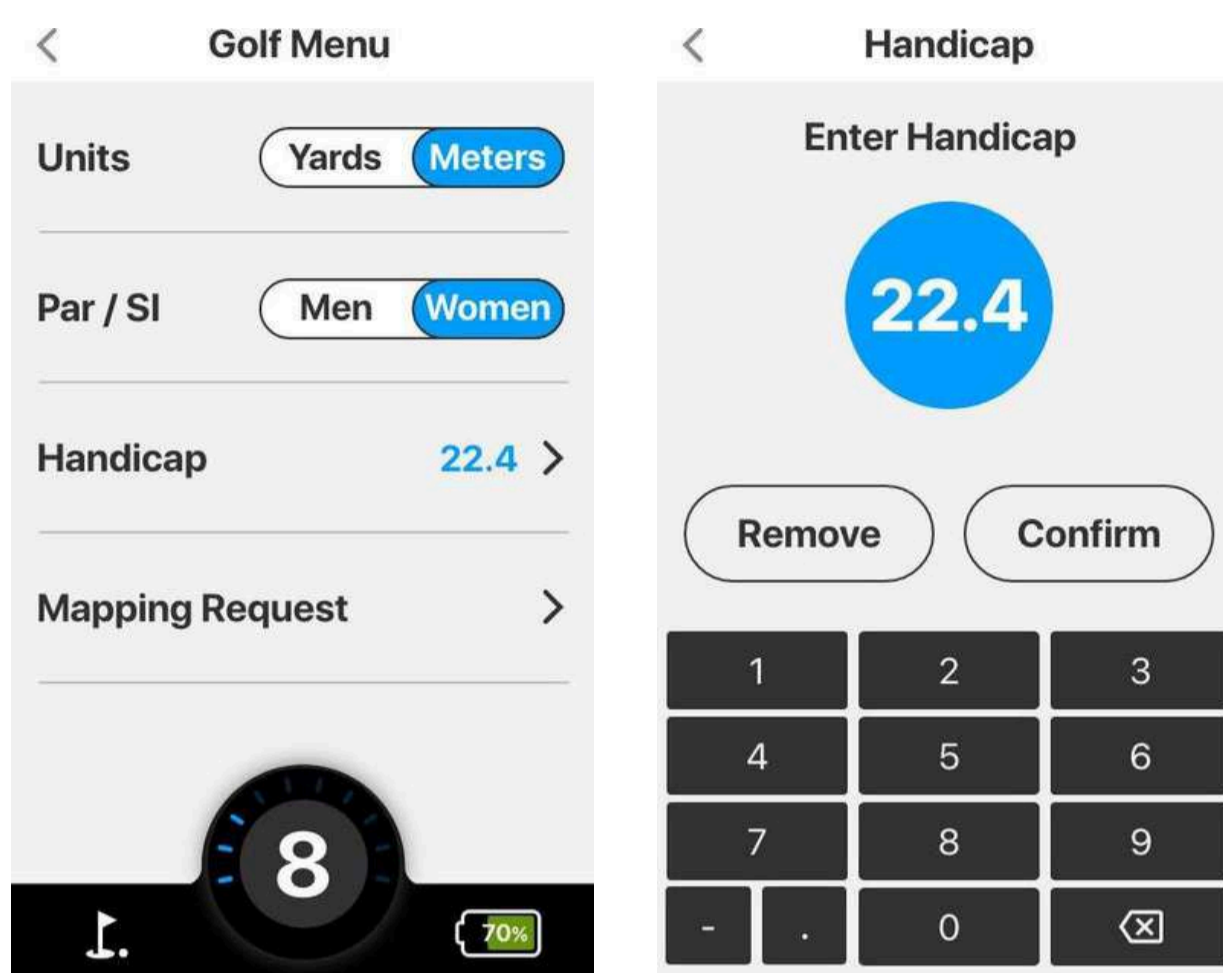 Golf Menu
Units Yards Meters
Par / SI Men Women
Handicap 22.4
Mapping Request
8
70%
Handicap
Enter Handicap
22.4
Remove Confirm
1 2 3
4 5 6
7 8 9
- . 0